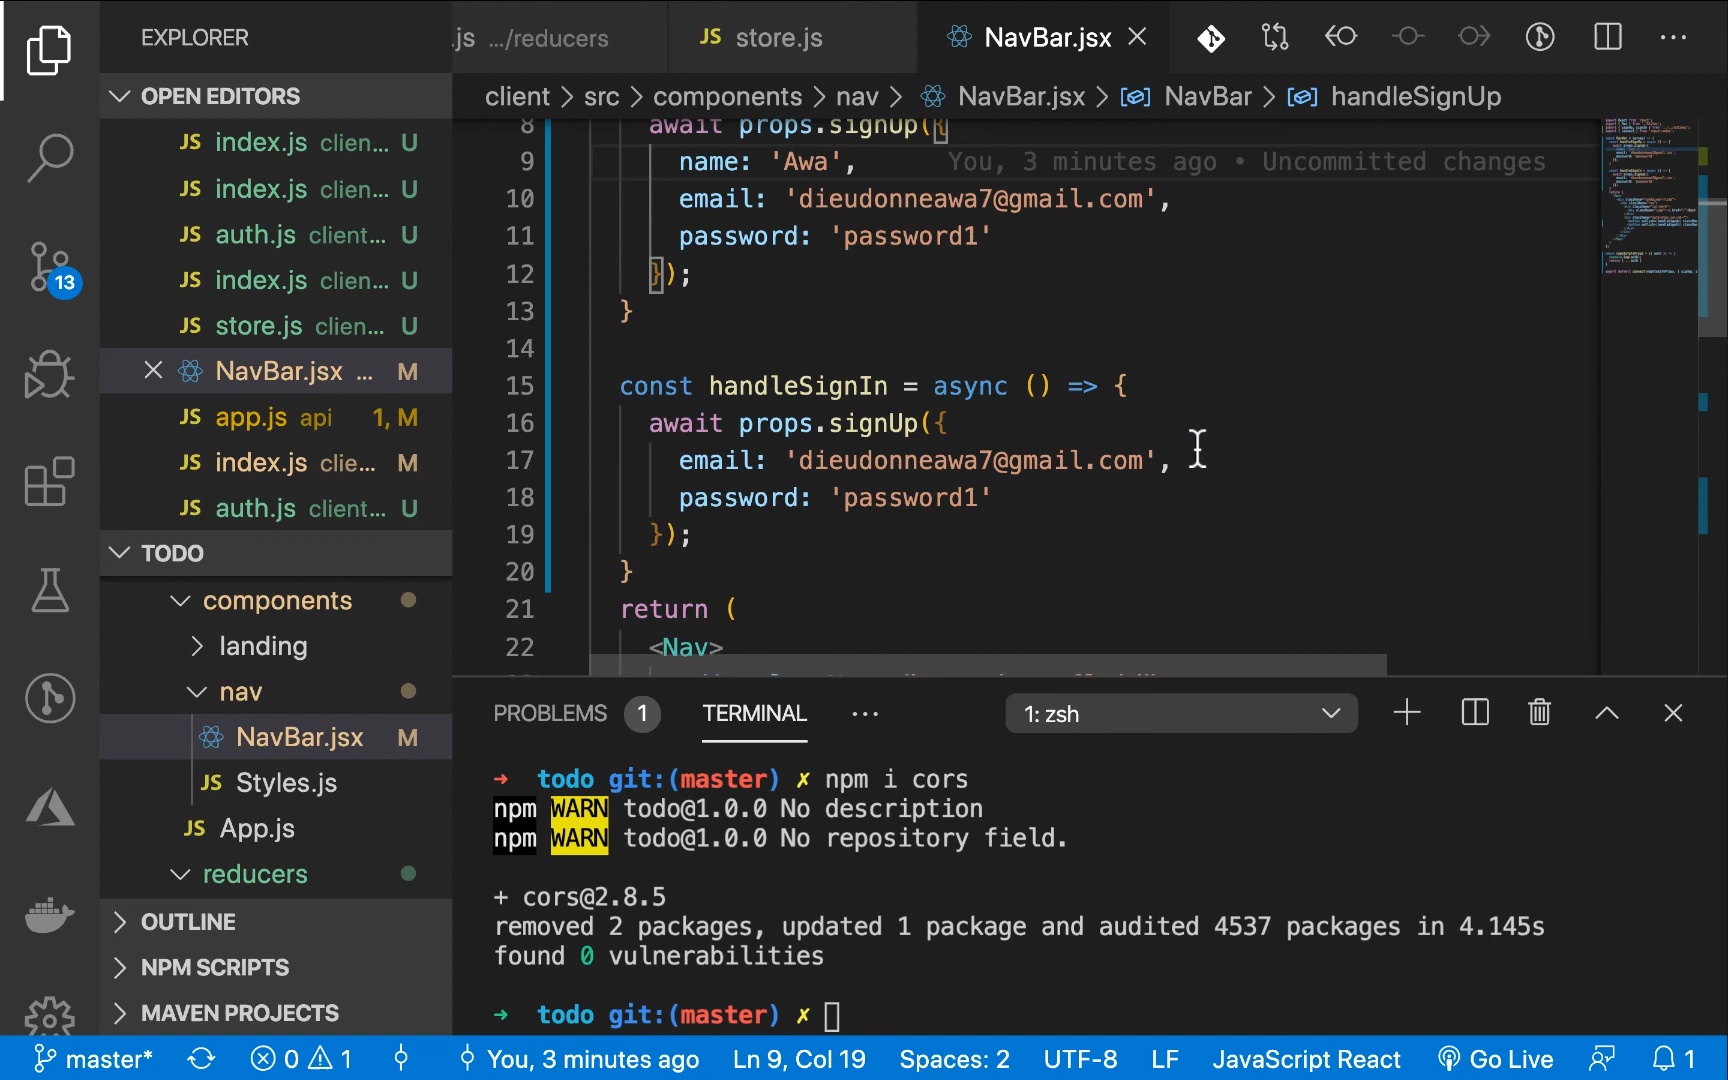 EXPLORER
.js …/reducers
JS store.js
NavBar.jsx
OPEN EDITORS
client > src > components > nav > NavBar.jsx > NavBar > handleSignUp
JS index.js clien... U
JS index.js clien... U
JS auth.js client... U
JS index.js clien... U
JS store.js clien... U
NavBar.jsx ... M
JS app.js api 1, M
JS index.js clie... M
JS auth.js client... U
13
TODO
components
landing
nav
NavBar.jsx M
JS Styles.js
JS App.js
reducers
OUTLINE
NPM SCRIPTS
MAVEN PROJECTS
8 await props.signUp({
9 name: 'Awa', You, 3 minutes ago • Uncommitted changes
10 email: 'dieudonneawa7@gmail.com',
11 password: 'password1'
12 });
13 }
14
15 const handleSignIn = async () => {
16 await props.signUp({
17 email: 'dieudonneawa7@gmail.com',
18 password: 'password1'
19 });
20 }
21 return (
22 <Nav>
PROBLEMS 1 TERMINAL ... 1: zsh
→ todo git:(master) ✗ npm i cors
npm WARN todo@1.0.0 No description
npm WARN todo@1.0.0 No repository field.
+ cors@2.8.5
removed 2 packages, updated 1 package and audited 4537 packages in 4.145s
found 0 vulnerabilities
→ todo git:(master) ✗
master* 0 1 You, 3 minutes ago Ln 9, Col 19 Spaces: 2 UTF-8 LF JavaScript React Go Live 1